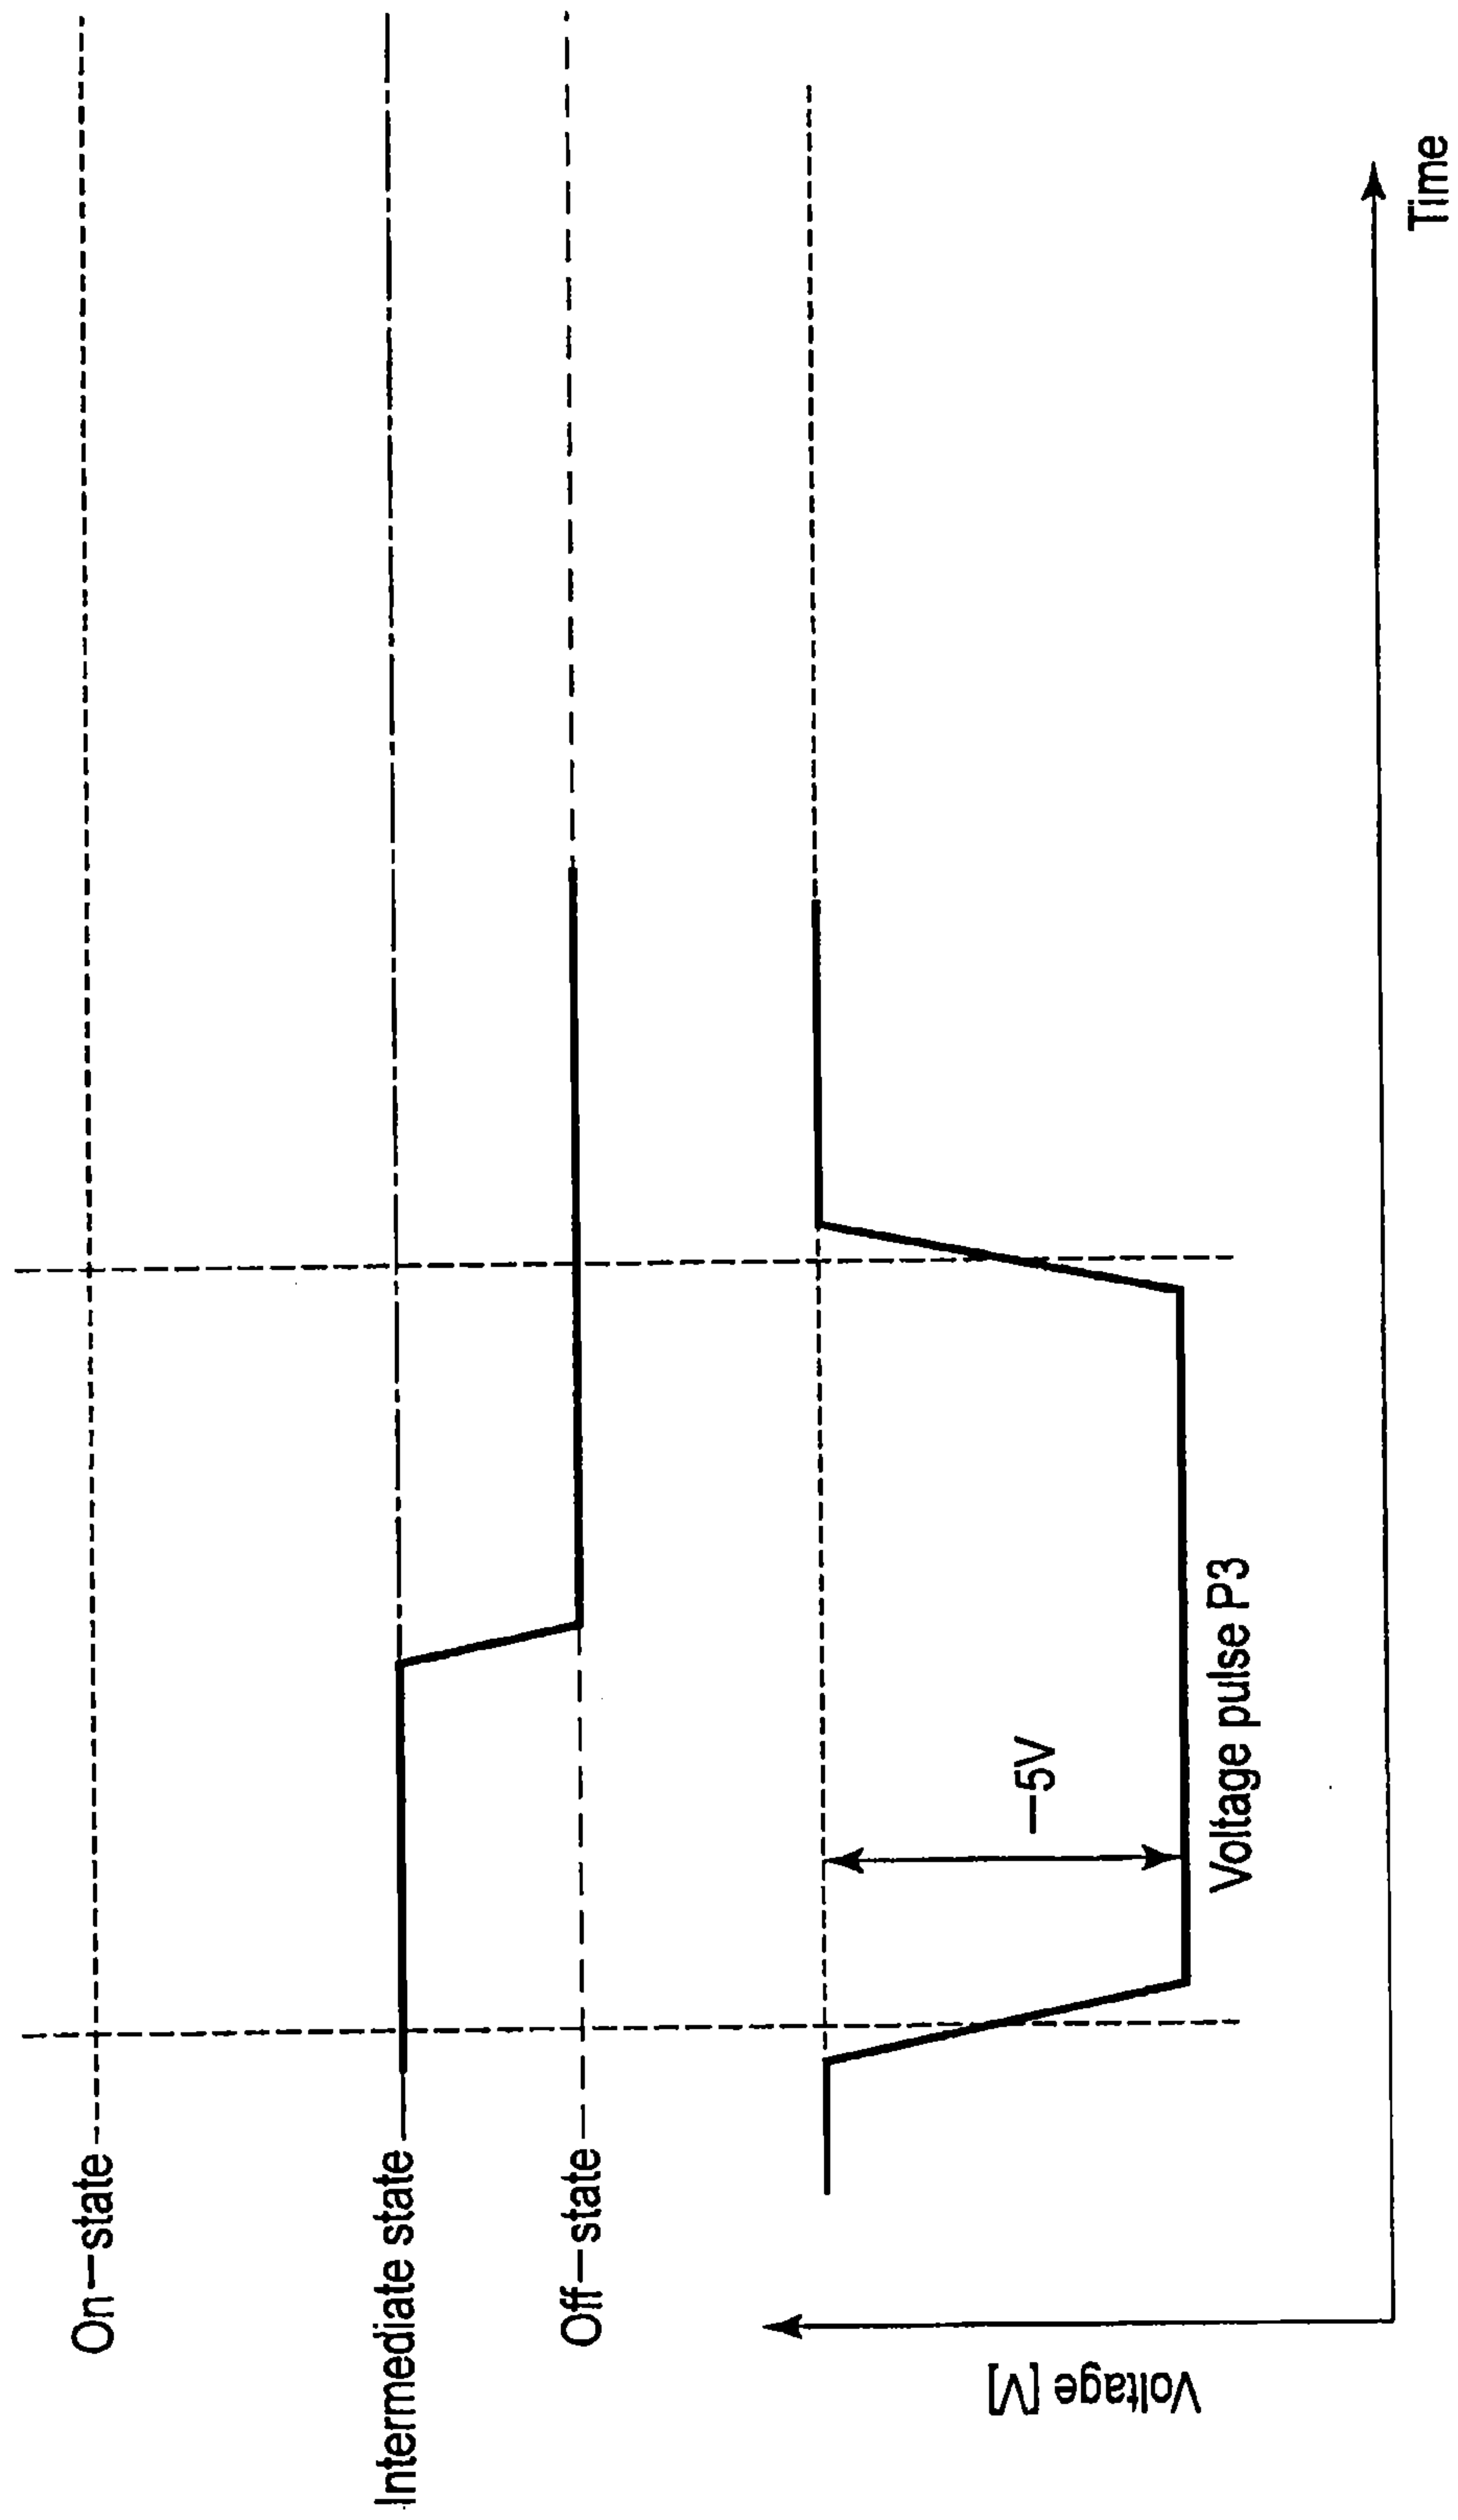 On-state
Intermediate state
Off-state
Voltage [V]
-5V
Voltage pulse P3
Time